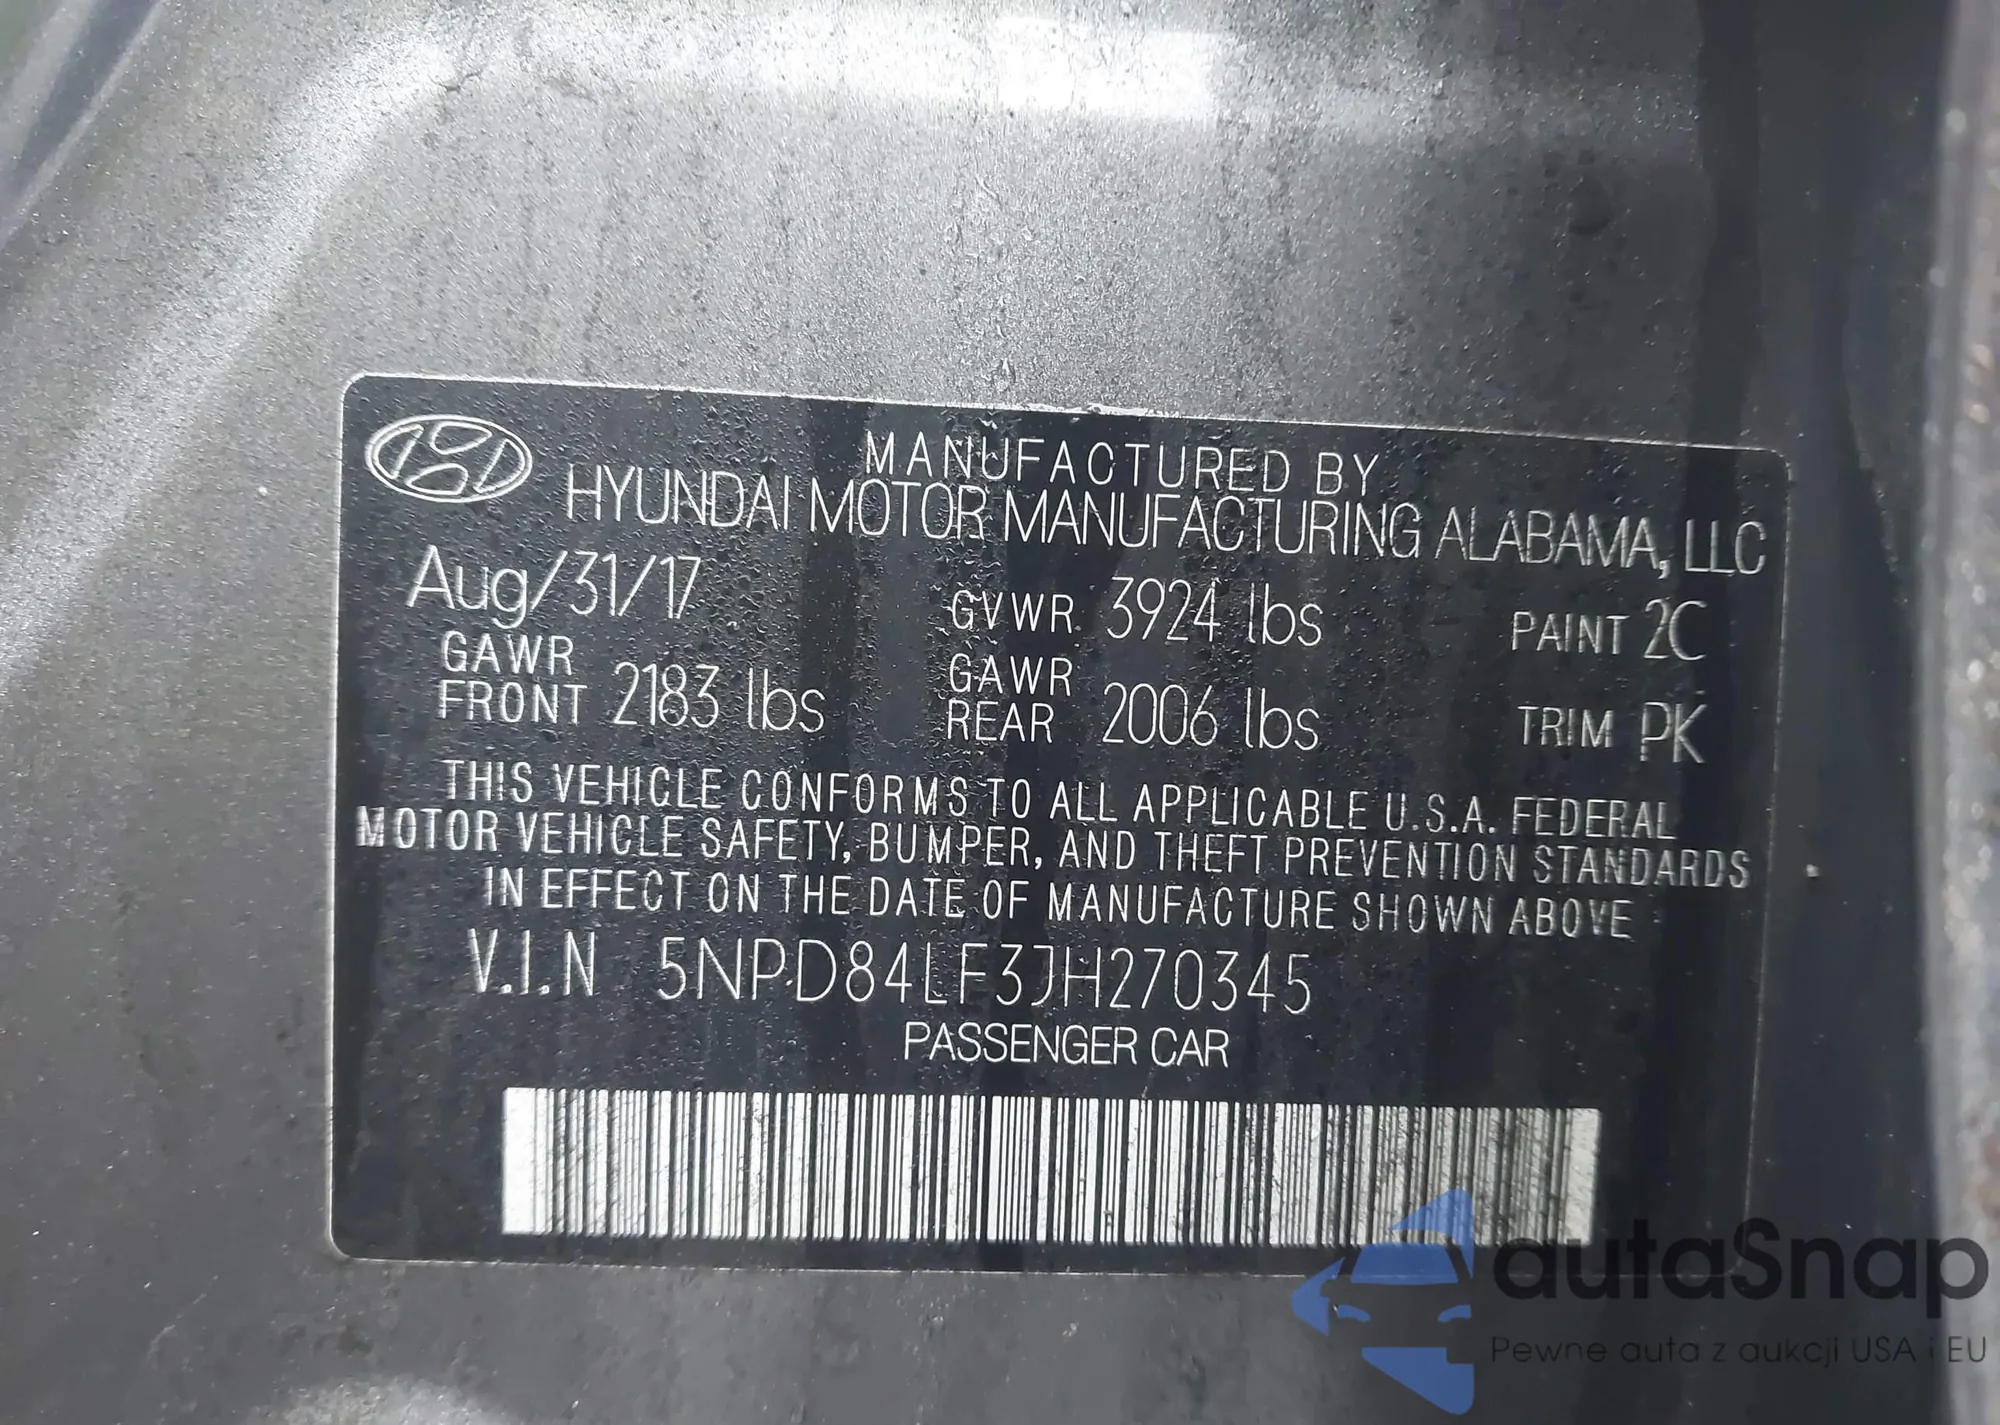 MANUFACTURED BY
HYUNDAI MOTOR MANUFACTURING ALABAMA, LLC
Aug/31/17 GVWR 3924 lbs PAINT 2C
GAWR FRONT 2183 lbs GAWR REAR 2006 lbs TRIM PK
THIS VEHICLE CONFORMS TO ALL APPLICABLE U.S.A. FEDERAL
MOTOR VEHICLE SAFETY, BUMPER, AND THEFT PREVENTION STANDARDS
IN EFFECT ON THE DATE OF MANUFACTURE SHOWN ABOVE
V.I.N 5NPD84LF3JH270345
PASSENGER CAR
autaSnap
Pewne auta z aukcji USA i EU